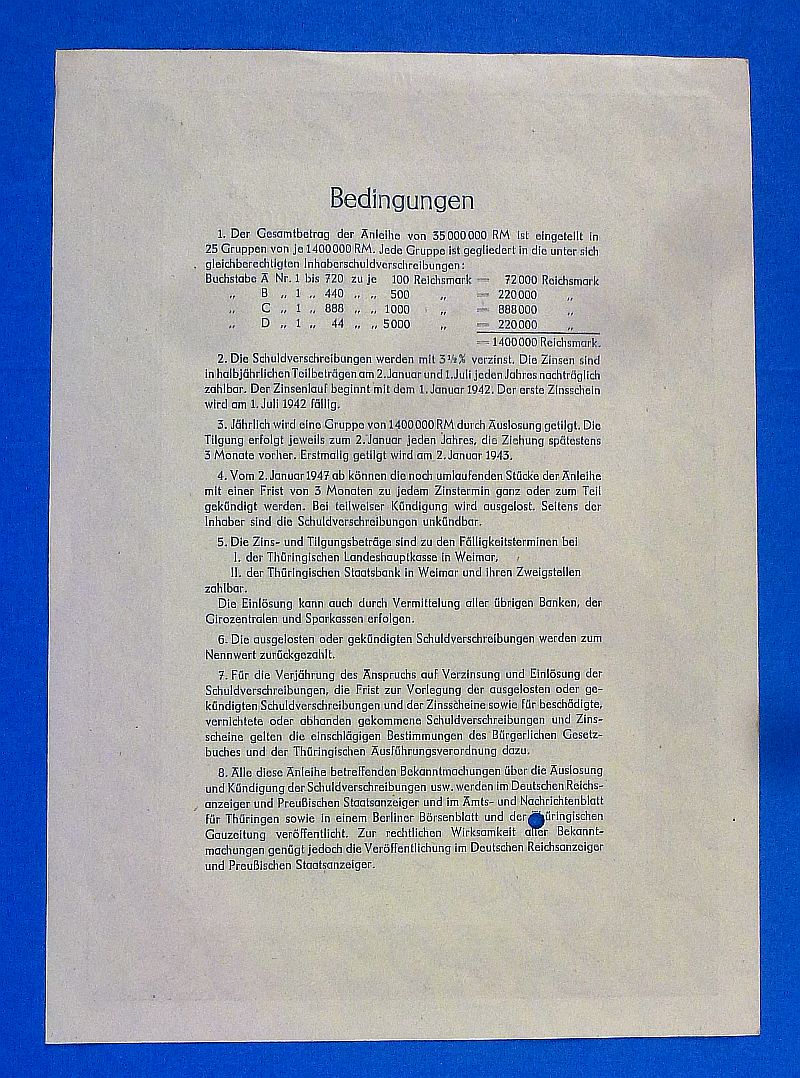 Bedingungen
1. Der Gesamtbetrag der Anleihe von 35000000 RM ist eingeteilt in
25 Gruppen von je 1400000 RM. Jede Gruppe ist gegliedert in die unter sich
gleichberechtigten Inhaberschuldverschreibungen:
Buchstabe A Nr. 1 bis 720 zu je 100 Reichsmark = 72000 Reichsmark
„ B „ 1 „ 440 „ „ 500 „ = 220000 „
„ C „ 1 „ 888 „ „ 1000 „ = 888000 „
„ D „ 1 „ 44 „ „ 5000 „ = 220000 „
= 1400000 Reichsmark.
2. Die Schuldverschreibungen werden mit 3½% verzinst. Die Zinsen sind
in halbjährlichen Teilbeträgen am 2. Januar und 1. Juli jeden Jahres nachträglich
zahlbar. Der Zinsenlauf beginnt mit dem 1. Januar 1942. Der erste Zinsschein
wird am 1. Juli 1942 fällig.
3. Jährlich wird eine Gruppe von 1400000 RM durch Auslosung getilgt. Die
Tilgung erfolgt jeweils zum 2. Januar jeden Jahres, die Ziehung spätestens
3 Monate vorher. Erstmalig getilgt wird am 2. Januar 1943.
4. Vom 2. Januar 1947 ab können die noch umlaufenden Stücke der Anleihe
mit einer Frist von 3 Monaten zu jedem Zinstermin ganz oder zum Teil
gekündigt werden. Bei teilweiser Kündigung wird ausgelost. Seitens der
Inhaber sind die Schuldverschreibungen unkündbar.
5. Die Zins- und Tilgungsbeträge sind zu den Fälligkeitsterminen bei
I. der Thüringischen Landeshauptkasse in Weimar,
II. der Thüringischen Staatsbank in Weimar und ihren Zweigstellen
zahlbar.
Die Einlösung kann auch durch Vermittelung aller übrigen Banken, der
Girozentralen und Sparkassen erfolgen.
6. Die ausgelosten oder gekündigten Schuldverschreibungen werden zum
Nennwert zurückgezahlt.
7. Für die Verjährung des Anspruchs auf Verzinsung und Einlösung der
Schuldverschreibungen, die Frist zur Vorlegung der ausgelosten oder ge-
kündigten Schuldverschreibungen und der Zinsscheine sowie für beschädigte,
vernichtete oder abhanden gekommene Schuldverschreibungen und Zins-
scheine gelten die einschlägigen Bestimmungen des Bürgerlichen Gesetz-
buches und der Thüringischen Ausführungsverordnung dazu.
8. Alle diese Anleihe betreffenden Bekanntmachungen über die Auslosung
und Kündigung der Schuldverschreibungen usw. werden im Deutschen Reichs-
anzeiger und Preußischen Staatsanzeiger und im Amts- und Nachrichtenblatt
für Thüringen sowie in einem Berliner Börsenblatt und der Thüringischen
Gauzeitung veröffentlicht. Zur rechtlichen Wirksamkeit aller Bekannt-
machungen genügt jedoch die Veröffentlichung im Deutschen Reichsanzeiger
und Preußischen Staatsanzeiger.